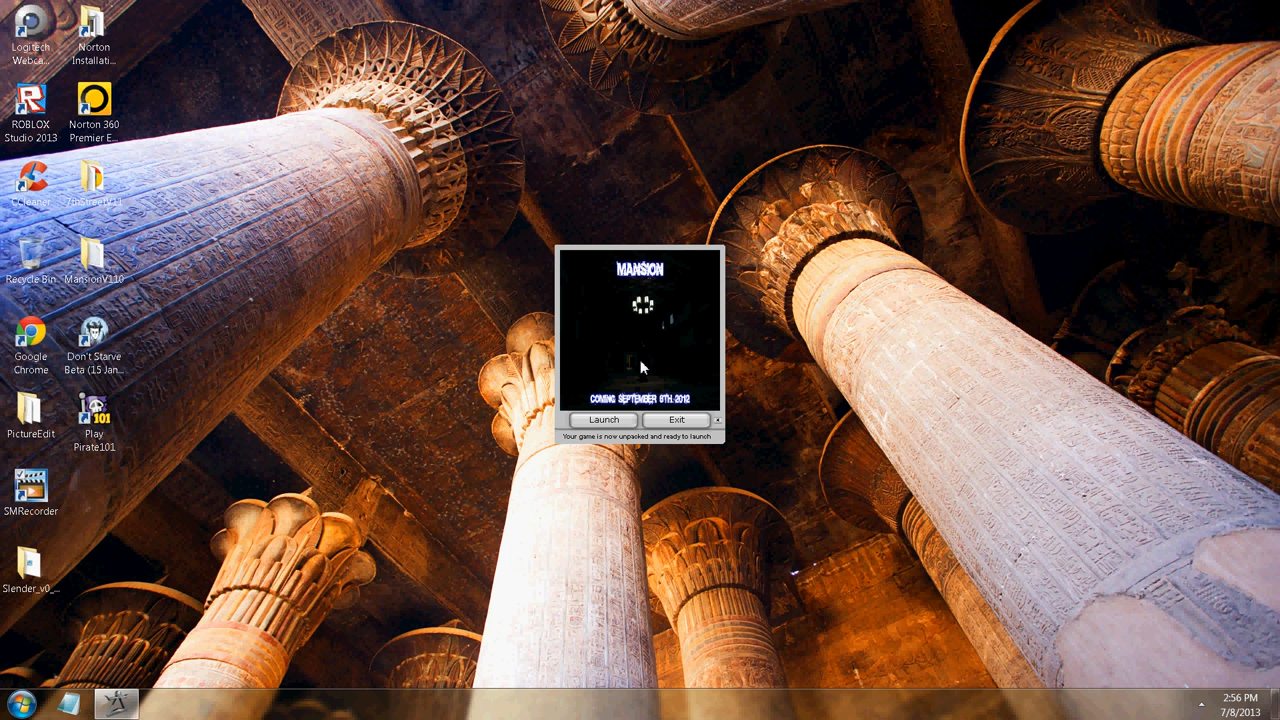 Logitech
Webca...
Norton
Installati...
ROBLOX
Studio 2013
Norton 360
Premier E...
CCleaner
7thStreetV11
Recycle Bin
MansionV110
Google
Chrome
Don't Starve
Beta (15 Jan...
PictureEdit
Play
Pirate101
SMRecorder
Slender_v0_...
MANSION
COMING SEPTEMBER 8TH, 2012
Launch
Exit
Your game is now unpacked and ready to launch
2:56 PM
7/8/2013